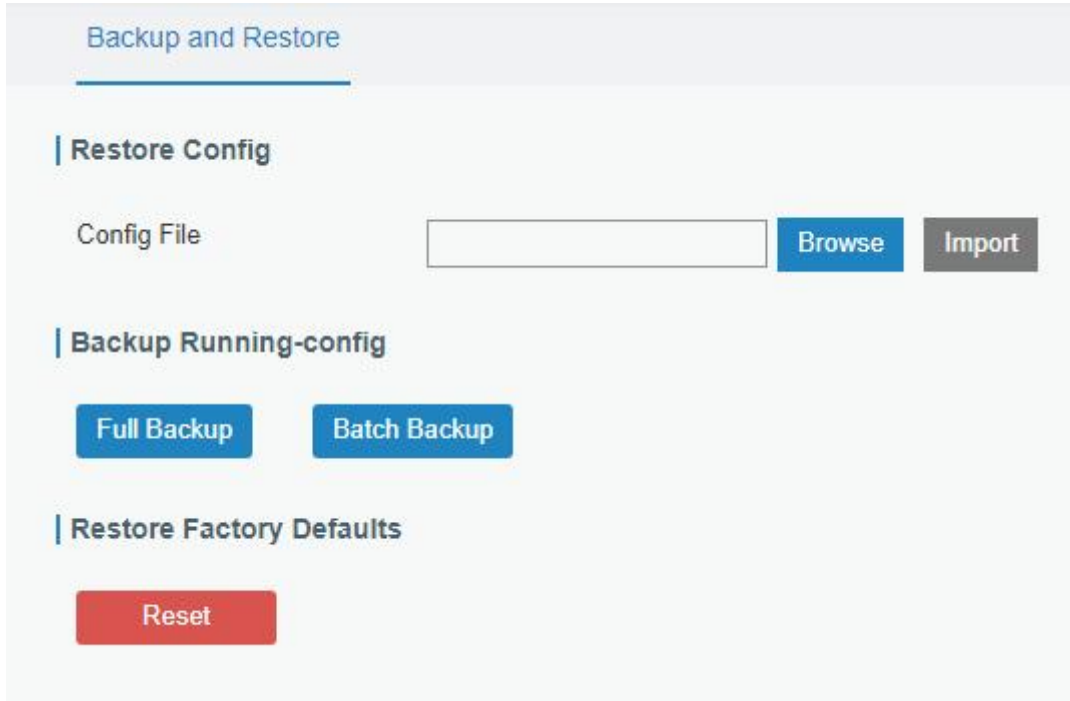 Backup and Restore
Restore Config
Config File Browse Import
Backup Running-config
Full Backup Batch Backup
Restore Factory Defaults
Reset